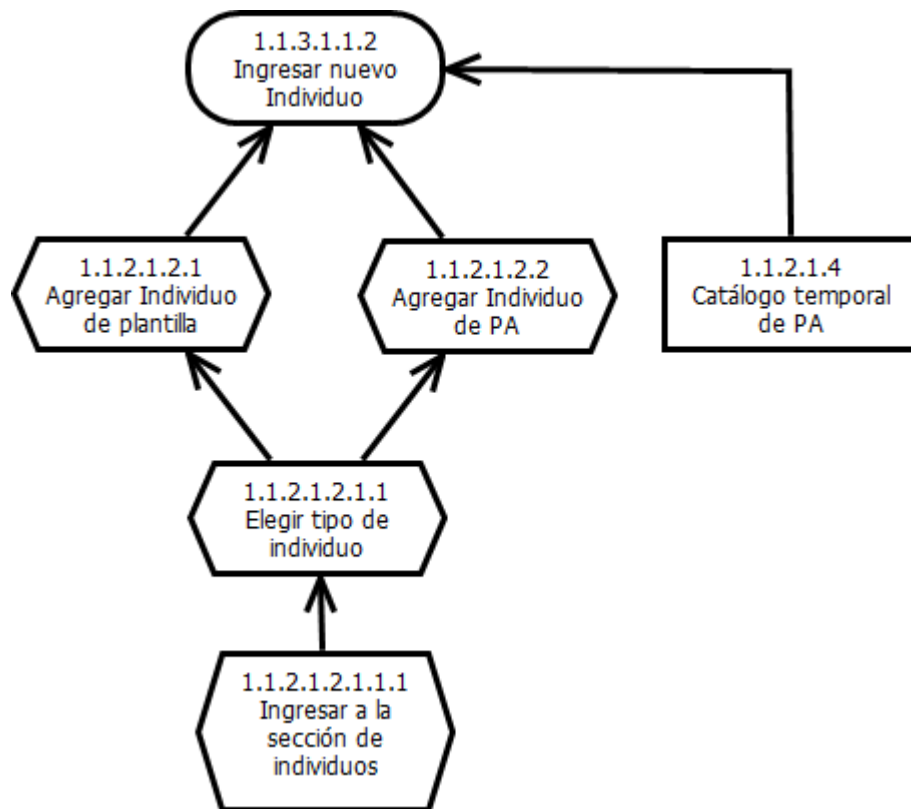 1.1.3.1.1.2
Ingresar nuevo
Individuo
1.1.2.1.2.1
Agregar Individuo
de plantilla
1.1.2.1.2.2
Agregar Individuo
de PA
1.1.2.1.4
Catálogo temporal
de PA
1.1.2.1.2.1.1
Elegir tipo de
individuo
1.1.2.1.2.1.1.1
Ingresar a la
sección de
individuos